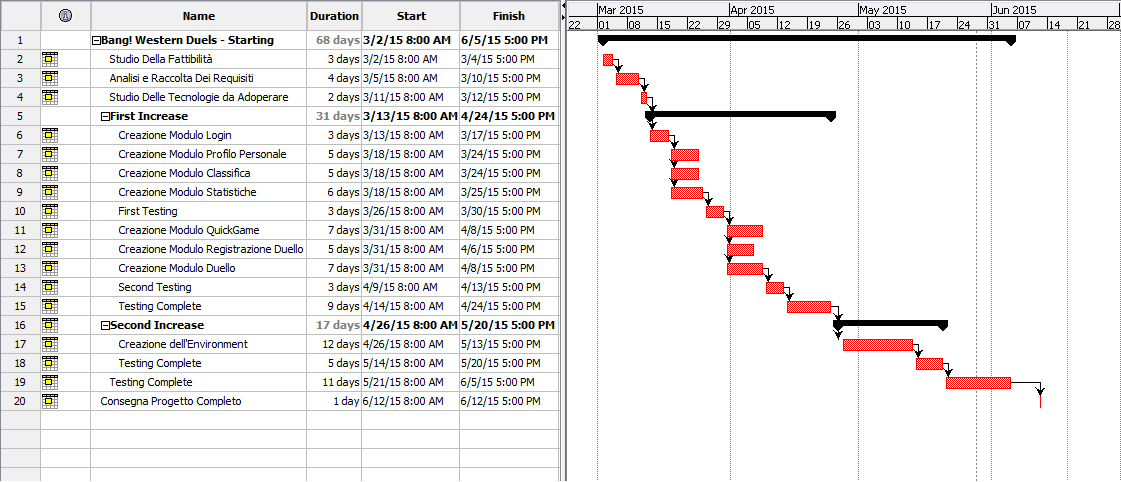 Name Duration Start Finish
1 Bang! Western Duels - Starting 68 days 3/2/15 8:00 AM 6/5/15 5:00 PM
2 Studio Della Fattibilità 3 days 3/2/15 8:00 AM 3/4/15 5:00 PM
3 Analisi e Raccolta Dei Requisiti 4 days 3/5/15 8:00 AM 3/10/15 5:00 PM
4 Studio Delle Tecnologie da Adoperare 2 days 3/11/15 8:00 AM 3/12/15 5:00 PM
5 First Increase 31 days 3/13/15 8:00 AM 4/24/15 5:00 PM
6 Creazione Modulo Login 3 days 3/13/15 8:00 AM 3/17/15 5:00 PM
7 Creazione Modulo Profilo Personale 5 days 3/18/15 8:00 AM 3/24/15 5:00 PM
8 Creazione Modulo Classifica 5 days 3/18/15 8:00 AM 3/24/15 5:00 PM
9 Creazione Modulo Statistiche 6 days 3/18/15 8:00 AM 3/25/15 5:00 PM
10 First Testing 3 days 3/26/15 8:00 AM 3/30/15 5:00 PM
11 Creazione Modulo QuickGame 7 days 3/31/15 8:00 AM 4/8/15 5:00 PM
12 Creazione Modulo Registrazione Duello 5 days 3/31/15 8:00 AM 4/6/15 5:00 PM
13 Creazione Modulo Duello 7 days 3/31/15 8:00 AM 4/8/15 5:00 PM
14 Second Testing 3 days 4/9/15 8:00 AM 4/13/15 5:00 PM
15 Testing Complete 9 days 4/14/15 8:00 AM 4/24/15 5:00 PM
16 Second Increase 17 days 4/26/15 8:00 AM 5/20/15 5:00 PM
17 Creazione dell'Environment 12 days 4/26/15 8:00 AM 5/13/15 5:00 PM
18 Testing Complete 5 days 5/14/15 8:00 AM 5/20/15 5:00 PM
19 Testing Complete 11 days 5/21/15 8:00 AM 6/5/15 5:00 PM
20 Consegna Progetto Completo 1 day 6/12/15 8:00 AM 6/12/15 5:00 PM
Mar 2015 Apr 2015 May 2015 Jun 2015
22 01 08 15 22 29 05 12 19 26 03 10 17 24 31 07 14 21 28